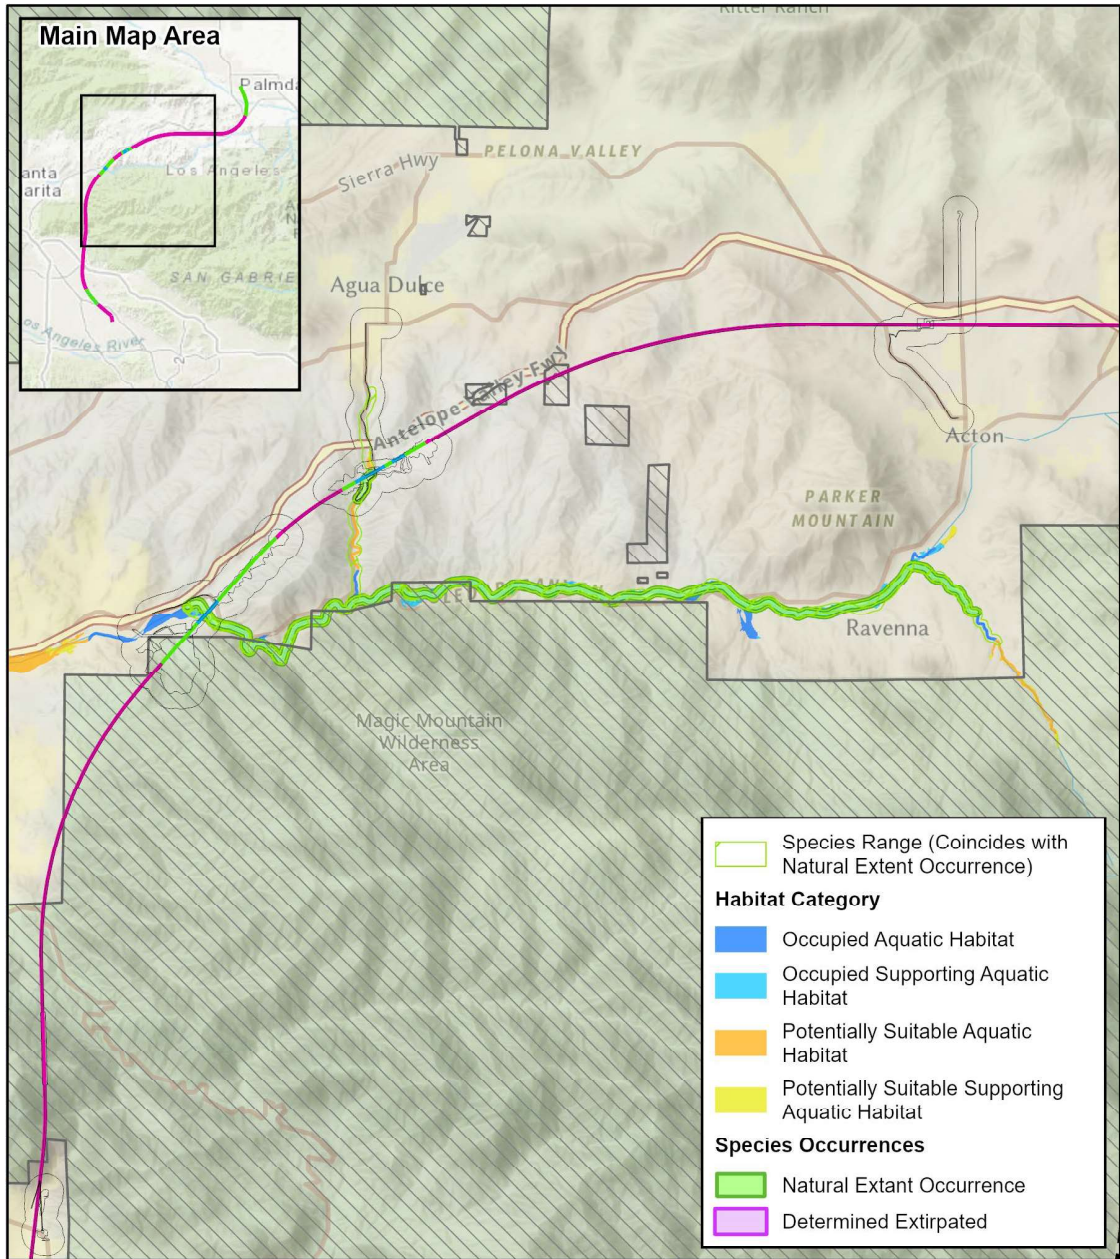 Ritter Ranch
Main Map Area
Palmda
anta
arita
Los Angeles
SAN GABRIE
os Angeles River
2
PELONA VALLEY
Sierra Hwy
Agua Dulce
Antelope Valley Fwy
Acton
PARKER
MOUNTAIN
Ravenna
Magic Mountain
Wilderness
Area
Species Range (Coincides with
Natural Extent Occurrence)
Habitat Category
Occupied Aquatic Habitat
Occupied Supporting Aquatic
Habitat
Potentially Suitable Aquatic
Habitat
Potentially Suitable Supporting
Aquatic Habitat
Species Occurrences
Natural Extant Occurrence
Determined Extirpated